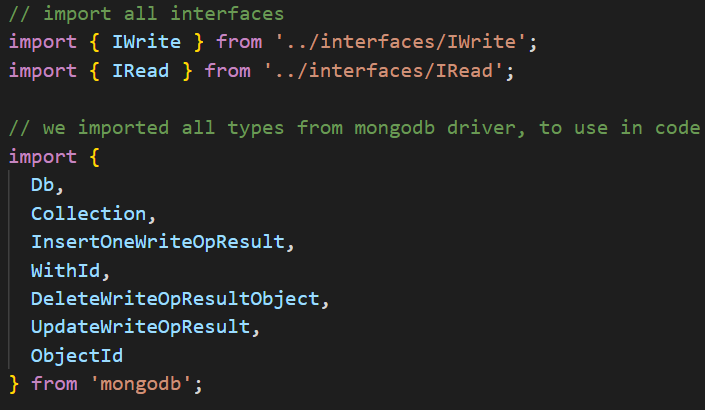 // import all interfaces
import { IWrite } from '../interfaces/IWrite';
import { IRead } from '../interfaces/IRead';
// we imported all types from mongodb driver, to use in code
import {
Db,
Collection,
InsertOneWriteOpResult,
WithId,
DeleteWriteOpResultObject,
UpdateWriteOpResult,
ObjectId
} from 'mongodb';